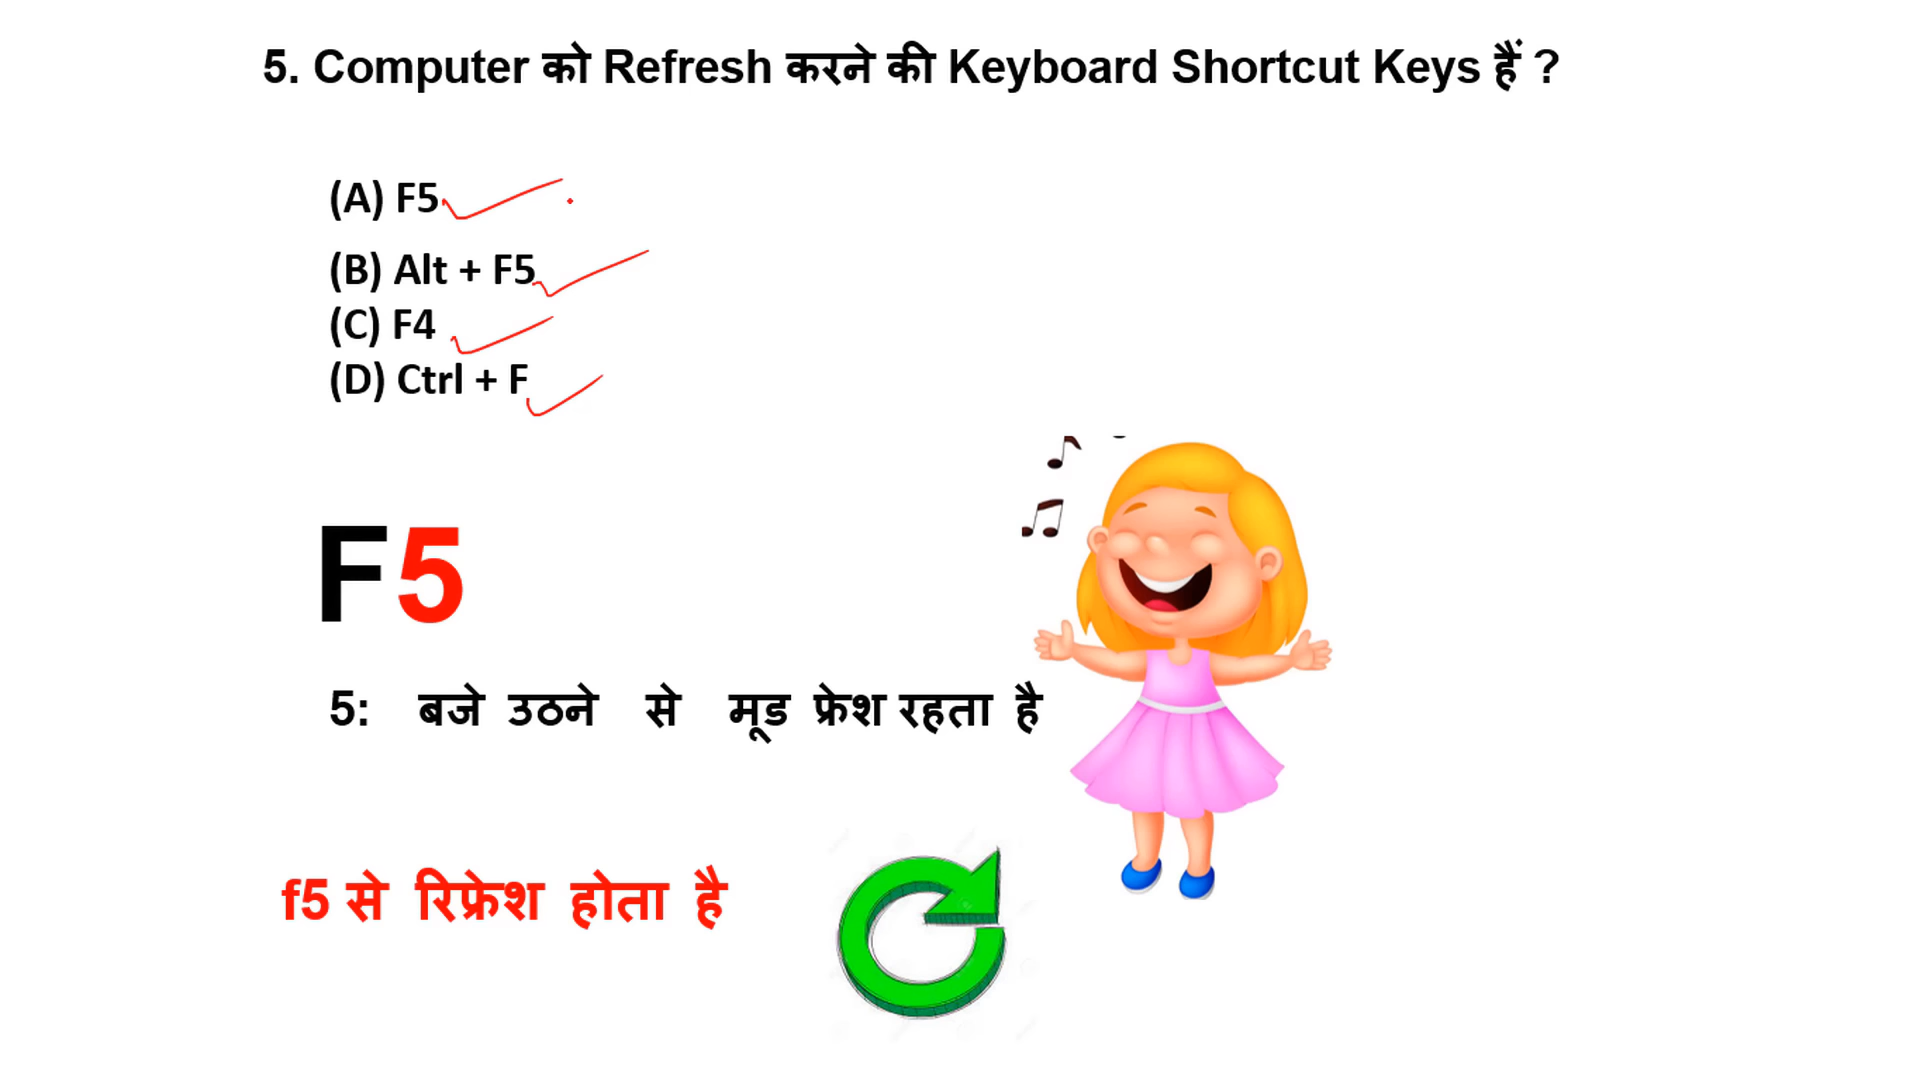 5. Computer को Refresh करने की Keyboard Shortcut Keys हैं ?
(A) F5
(B) Alt + F5
(C) F4
(D) Ctrl + F
F5
5: बजे उठने से मूड फ्रेश रहता है
f5 से रिफ्रेश होता है